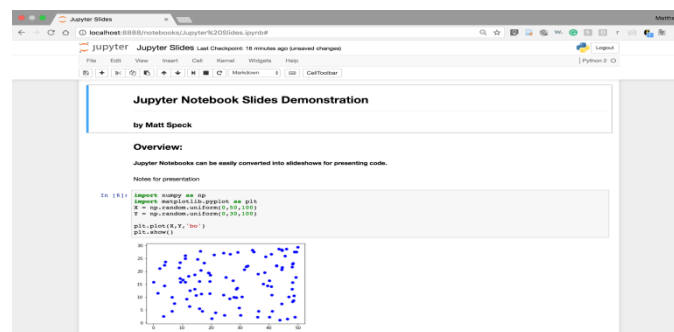 Jupyter Slides
Matthe
localhost:8888/notebooks/Jupyter%20Slides.ipynb#
jupyter Jupyter Slides Last Checkpoint: 16 minutes ago (unsaved changes)
Logout
File Edit View Insert Cell Kernel Widgets Help
Python 2
Markdown CellToolbar
Jupyter Notebook Slides Demonstration
by Matt Speck
Overview:
Jupyter Notebooks can be easily converted into slideshows for presenting code.
Notes for presentation
In [6]: import numpy as np
import matplotlib.pyplot as plt
X = np.random.uniform(0,50,100)
Y = np.random.uniform(0,30,100)
plt.plot(X,Y,'bo')
plt.show()
30
25
20
15
10
5
0
0 10 20 30 40 50